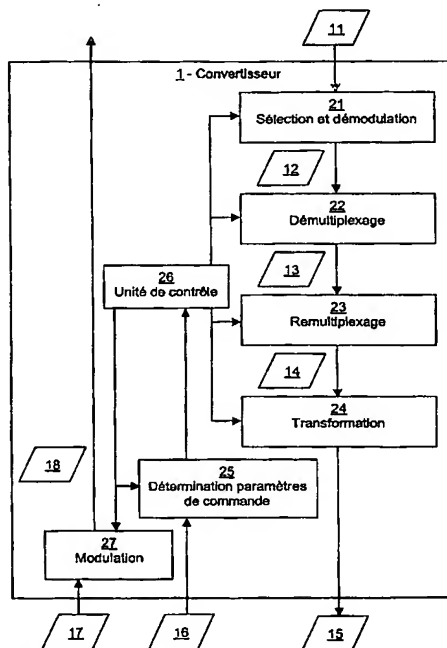 11
1 - Convertisseur
21
Sélection et démodulation
12
22
Démultiplexage
13
26
Unité de contrôle
23
Remultiplexage
14
24
Transformation
18
25
Détermination paramètres
de commande
27
Modulation
17
16
15